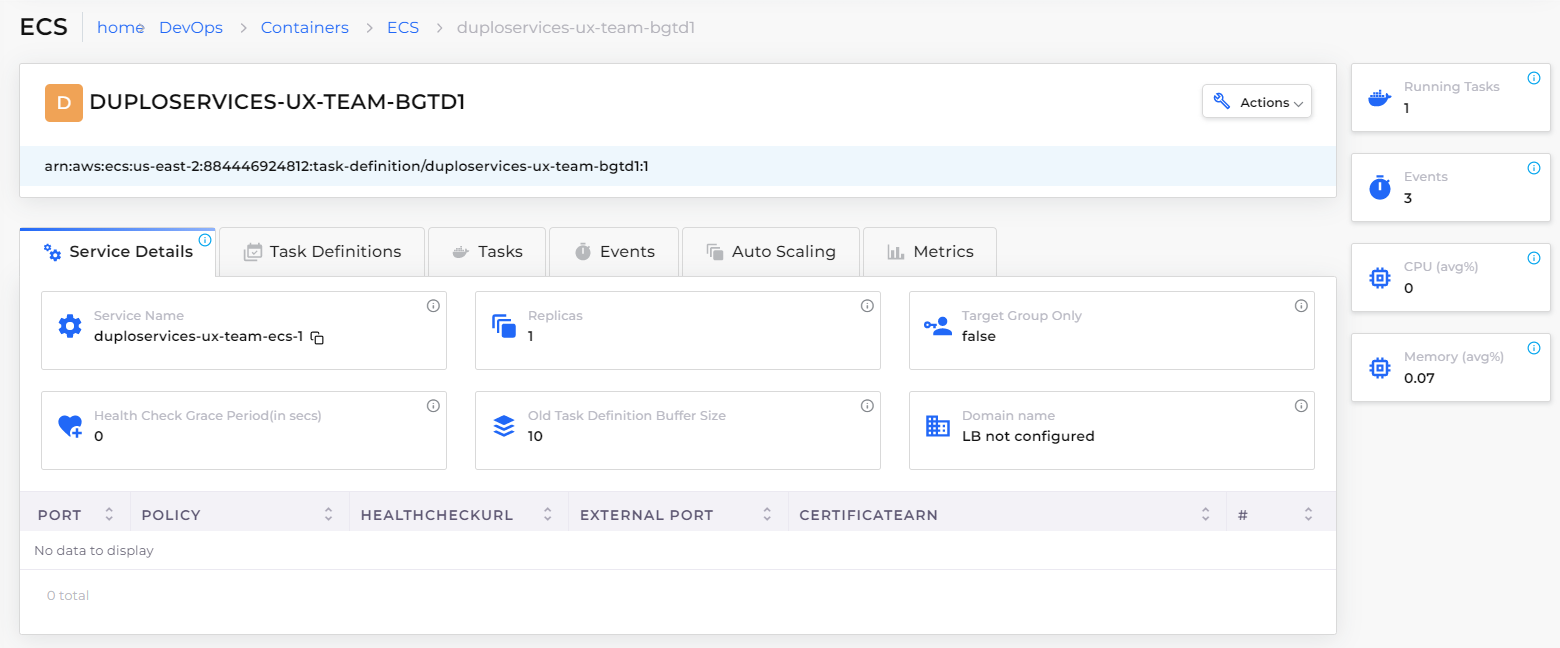 ECS home DevOps > Containers > ECS > duploservices-ux-team-bgtd1
D DUPLOSERVICES-UX-TEAM-BGTD1
Actions
arn:aws:ecs:us-east-2:884446924812:task-definition/duploservices-ux-team-bgtd1:1
Running Tasks
1
Events
3
CPU (avg%)
0
Memory (avg%)
0.07
Service Details Task Definitions Tasks Events Auto Scaling Metrics
Service Name
duploservices-ux-team-ecs-1
Replicas
1
Target Group Only
false
Health Check Grace Period(in secs)
0
Old Task Definition Buffer Size
10
Domain name
LB not configured
PORT POLICY HEALTHCHECKURL EXTERNAL PORT CERTIFICATEARN #
No data to display
0 total